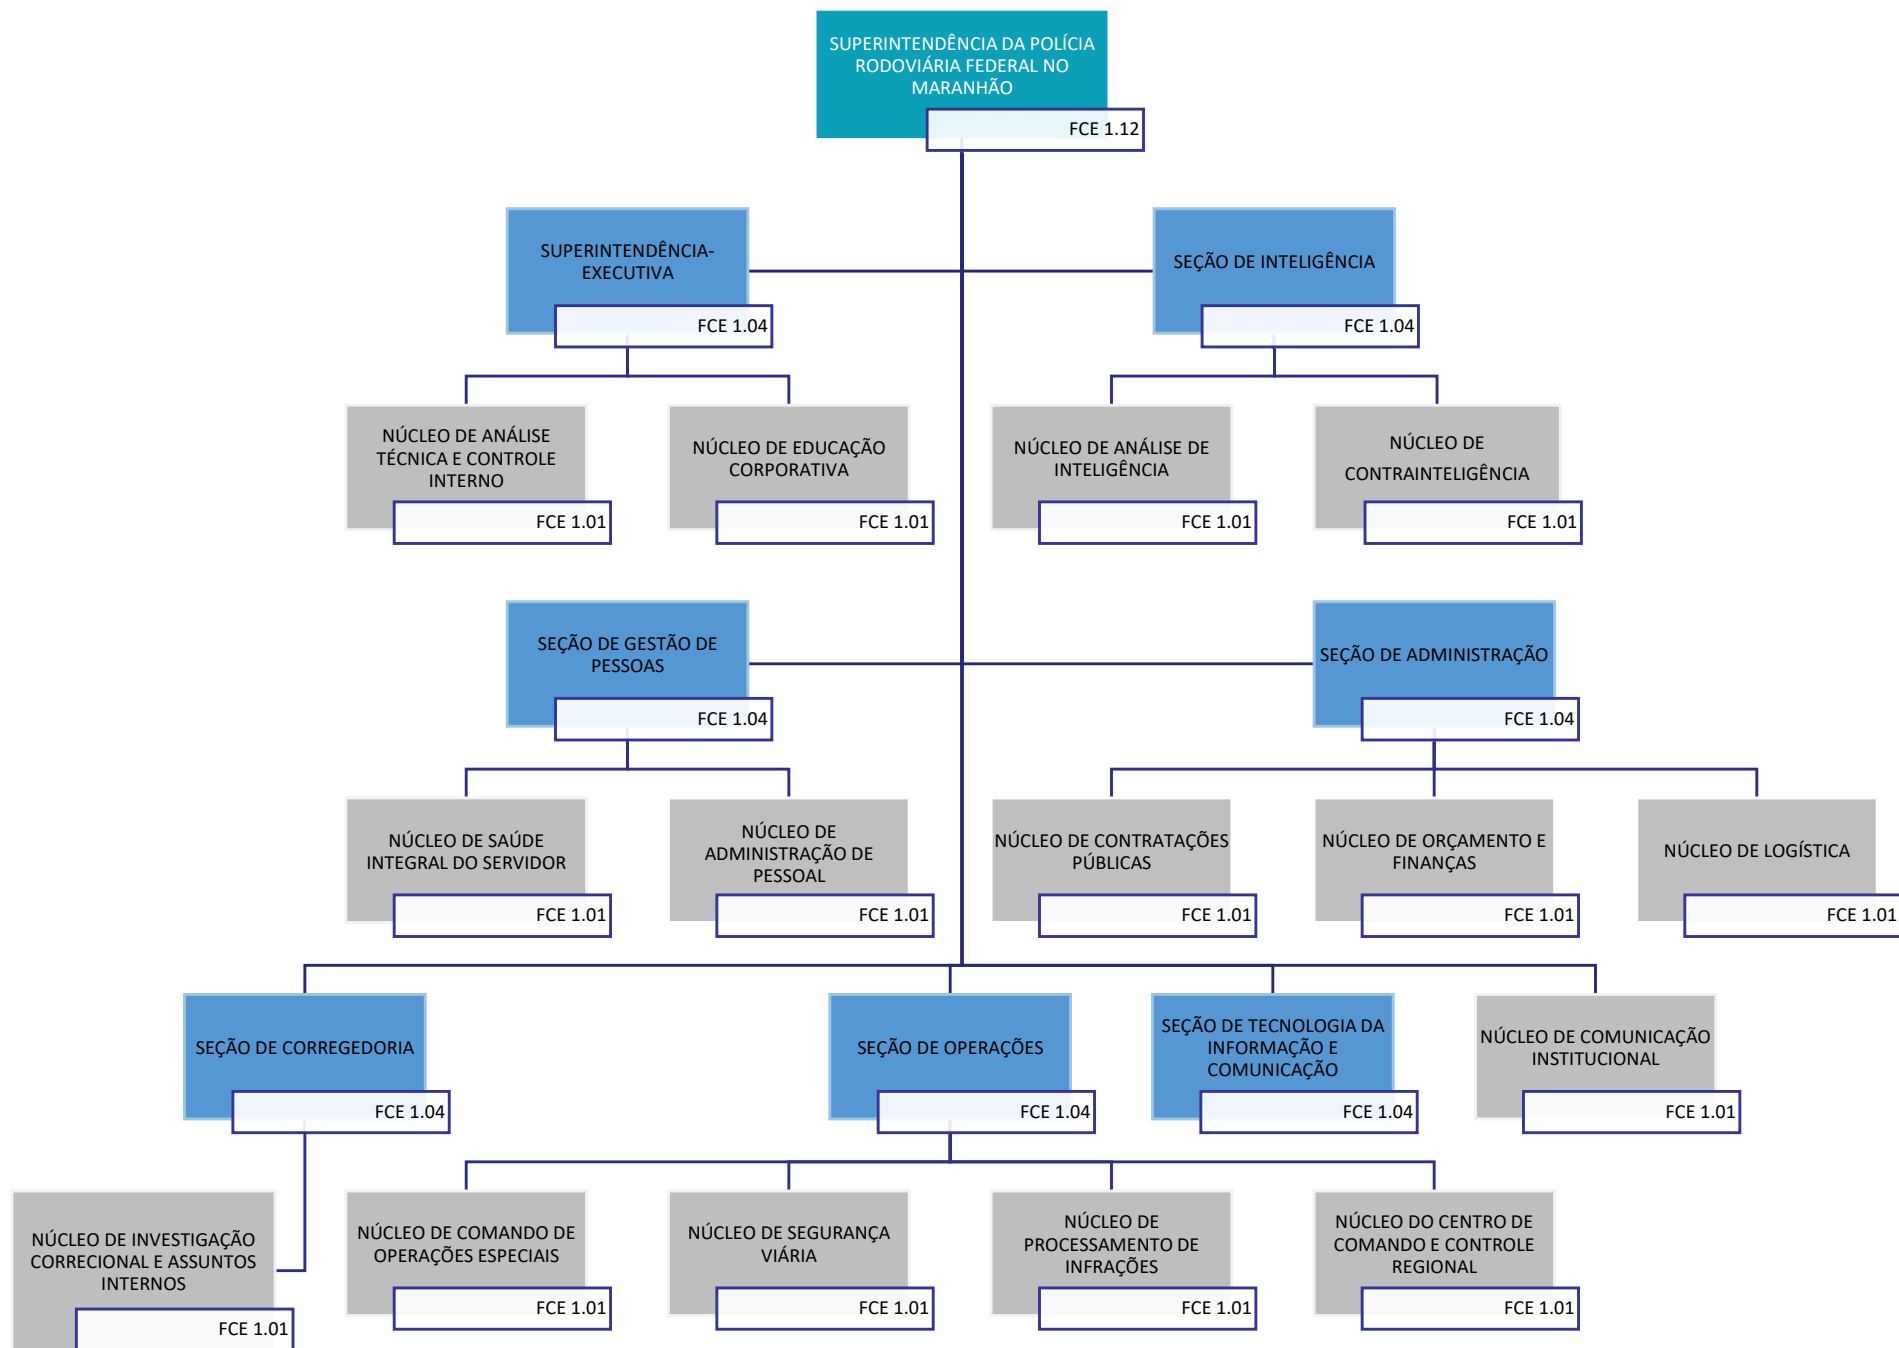 SUPERINTENDÊNCIA DA POLÍCIA
RODOVIÁRIA FEDERAL NO
MARANHÃO
FCE 1.12
SUPERINTENDÊNCIA-
EXECUTIVA
FCE 1.04
SEÇÃO DE INTELIGÊNCIA
FCE 1.04
NÚCLEO DE ANÁLISE
TÉCNICA E CONTROLE
INTERNO
FCE 1.01
NÚCLEO DE EDUCAÇÃO
CORPORATIVA
FCE 1.01
NÚCLEO DE ANÁLISE DE
INTELIGÊNCIA
FCE 1.01
NÚCLEO DE
CONTRAINTELIGÊNCIA
FCE 1.01
SEÇÃO DE GESTÃO DE
PESSOAS
FCE 1.04
SEÇÃO DE ADMINISTRAÇÃO
FCE 1.04
NÚCLEO DE SAÚDE
INTEGRAL DO SERVIDOR
FCE 1.01
NÚCLEO DE
ADMINISTRAÇÃO DE
PESSOAL
FCE 1.01
NÚCLEO DE CONTRATAÇÕES
PÚBLICAS
FCE 1.01
NÚCLEO DE ORÇAMENTO E
FINANÇAS
FCE 1.01
NÚCLEO DE LOGÍSTICA
FCE 1.01
SEÇÃO DE CORREGEDORIA
FCE 1.04
SEÇÃO DE OPERAÇÕES
FCE 1.04
SEÇÃO DE TECNOLOGIA DA
INFORMAÇÃO E
COMUNICAÇÃO
FCE 1.04
NÚCLEO DE COMUNICAÇÃO
INSTITUCIONAL
FCE 1.01
NÚCLEO DE INVESTIGAÇÃO
CORRECIONAL E ASSUNTOS
INTERNOS
FCE 1.01
NÚCLEO DE COMANDO DE
OPERAÇÕES ESPECIAIS
FCE 1.01
NÚCLEO DE SEGURANÇA
VIÁRIA
FCE 1.01
NÚCLEO DE
PROCESSAMENTO DE
INFRAÇÕES
FCE 1.01
NÚCLEO DO CENTRO DE
COMANDO E CONTROLE
REGIONAL
FCE 1.01